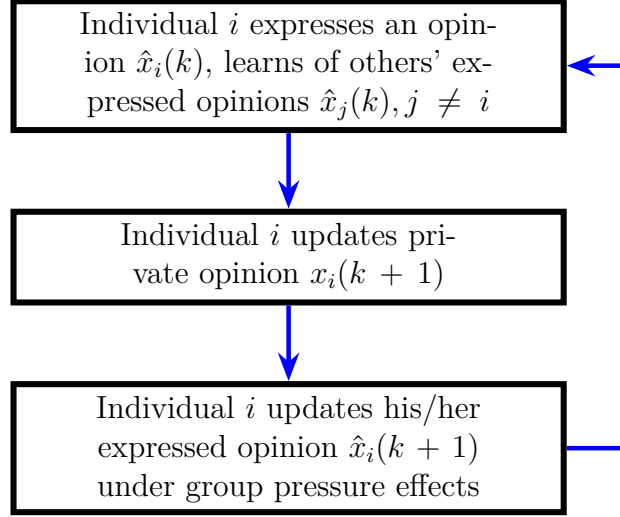 Individual i expresses an opin-
ion x̂ᵢ(k), learns of others’ ex-
pressed opinions x̂ⱼ(k), j ≠ i
Individual i updates pri-
vate opinion xᵢ(k + 1)
Individual i updates his/her
expressed opinion x̂ᵢ(k + 1)
under group pressure effects